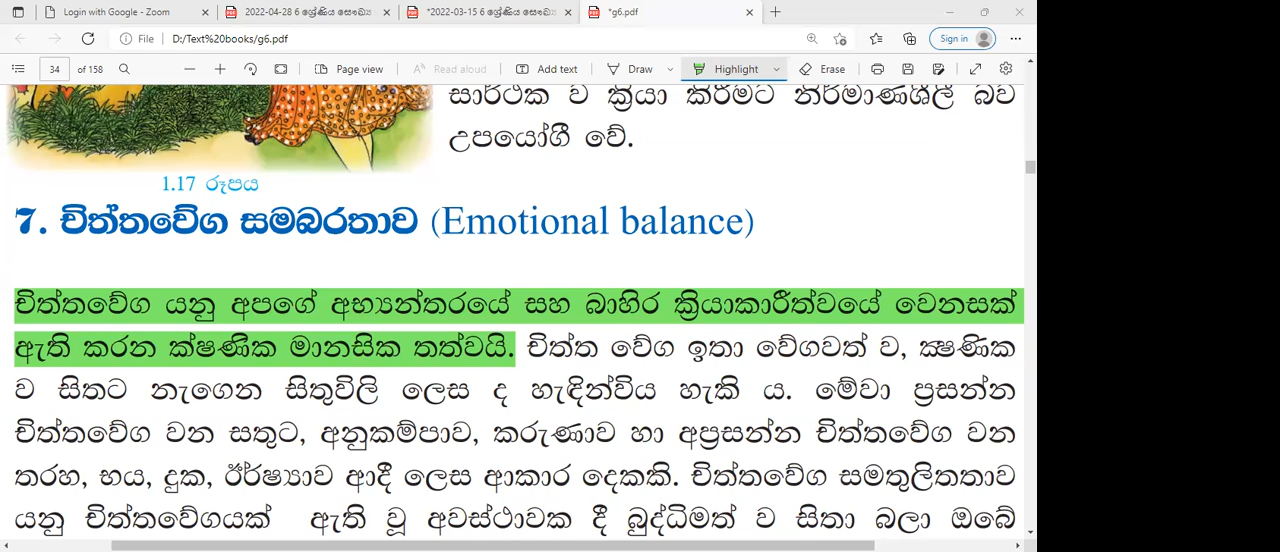 Login with Google - Zoom
2022-04-28 6 ශ්‍රේණිය සෞඛ්‍ය
*2022-03-15 6 ශ්‍රේණිය සෞඛ්‍
*g6.pdf
File
D:/Text%20books/g6.pdf
Sign in
34 of 158
Page view
Read aloud
Add text
Draw
Highlight
Erase
සාර්ථක ව ක්‍රියා කිරීමට නිර්මාණශීලී බව
උපයෝගී වේ.
1.17 රූපය
7. චිත්තවේග සමබරතාව (Emotional balance)
චිත්තවේග යනු අපගේ අභ්‍යන්තරයේ සහ බාහිර ක්‍රියාකාරීත්වයේ වෙනසක්
ඇති කරන ක්ෂණික මානසික තත්වයි. චිත්ත වේග ඉතා වේගවත් ව, ක්‍ෂණික
ව සිතට නැගෙන සිතුවිලි ලෙස ද හැඳින්විය හැකි ය. මේවා ප්‍රසන්න
චිත්තවේග වන සතුට, අනුකම්පාව, කරුණාව හා අප්‍රසන්න චිත්තවේග වන
තරහ, භය, දුක, ඊර්ෂ්‍යාව ආදී ලෙස ආකාර දෙකකි. චිත්තවේග සමතුලිතතාව
යනු චිත්තවේගයක් ඇති වූ අවස්ථාවක දී බුද්ධිමත් ව සිතා බලා ඔබේ